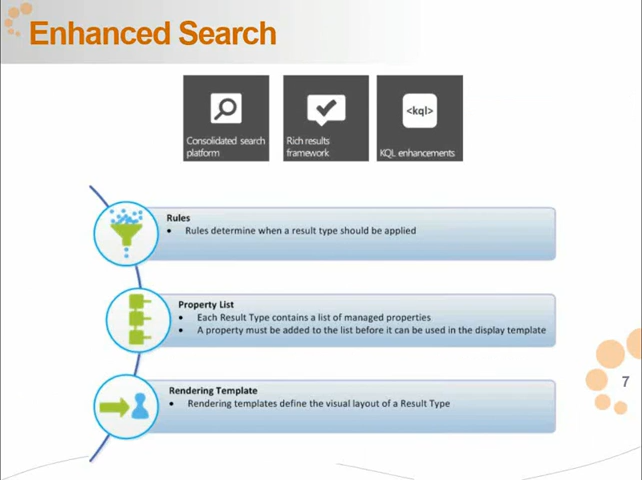 Enhanced Search
Consolidated search
platform
Rich results
framework
<kql>
KQL enhancements
Rules
• Rules determine when a result type should be applied
Property List
• Each Result Type contains a list of managed properties
• A property must be added to the list before it can be used in the display template
7
Rendering Template
• Rendering templates define the visual layout of a Result Type